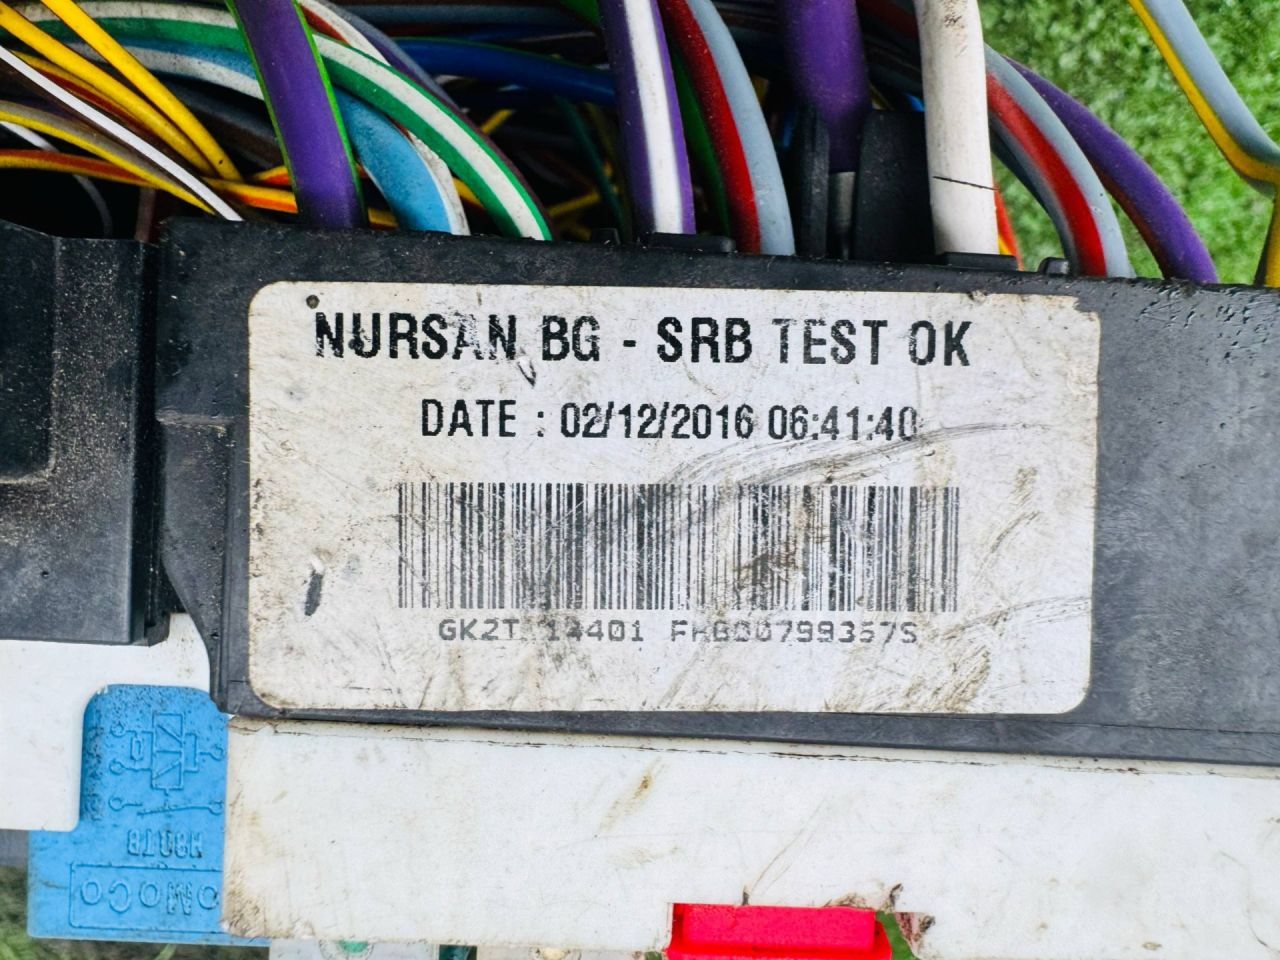 NURSAN BG - SRB TEST OK
DATE : 02/12/2016 06:41:40
GK2T 14401